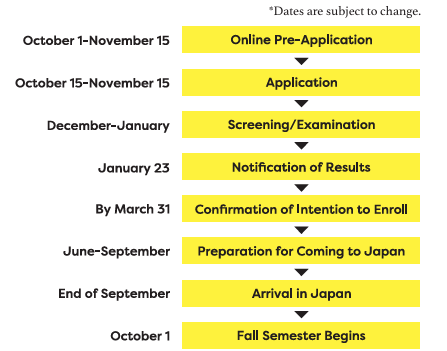 *Dates are subject to change.
October 1-November 15 Online Pre-Application
October 15-November 15 Application
December-January Screening/Examination
January 23 Notification of Results
By March 31 Confirmation of Intention to Enroll
June-September Preparation for Coming to Japan
End of September Arrival in Japan
October 1 Fall Semester Begins